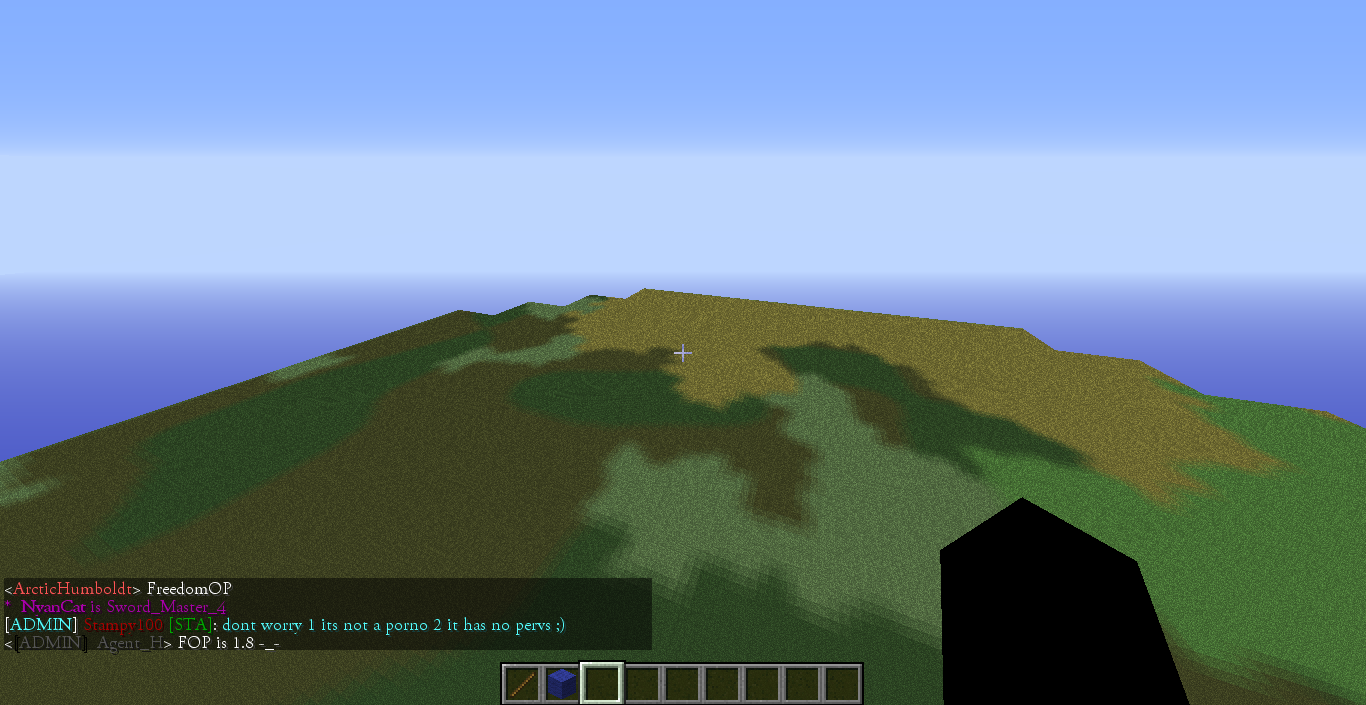 <ArcticHumboldt> FreedomOP
* NyanCat is Sword_Master_4
[ADMIN] Stampy100 [STA]: dont worry 1 its not a porno 2 it has no pervs ;)
<[ADMIN] Agent_H> FOP is 1.8 -_-